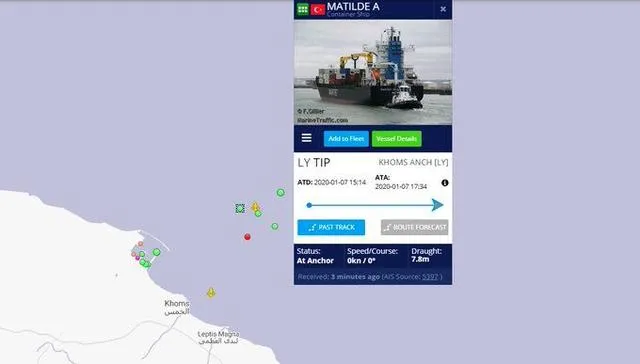 MATILDE A
Container Ship
© F.Gillier
MarineTraffic.com
Add to Fleet
Vessel Details
LY TIP
KHOMS ANCH [LY]
ATD: 2020-01-07 15:14
ATA:
2020-01-07 17:34
PAST TRACK
ROUTE FORECAST
Status:
At Anchor
Speed/Course:
0kn / 0°
Draught:
7.8m
Received: 3 minutes ago (AIS Source: 5397)
Khoms
الخمس
Leptis Magna
لبدى العظمى